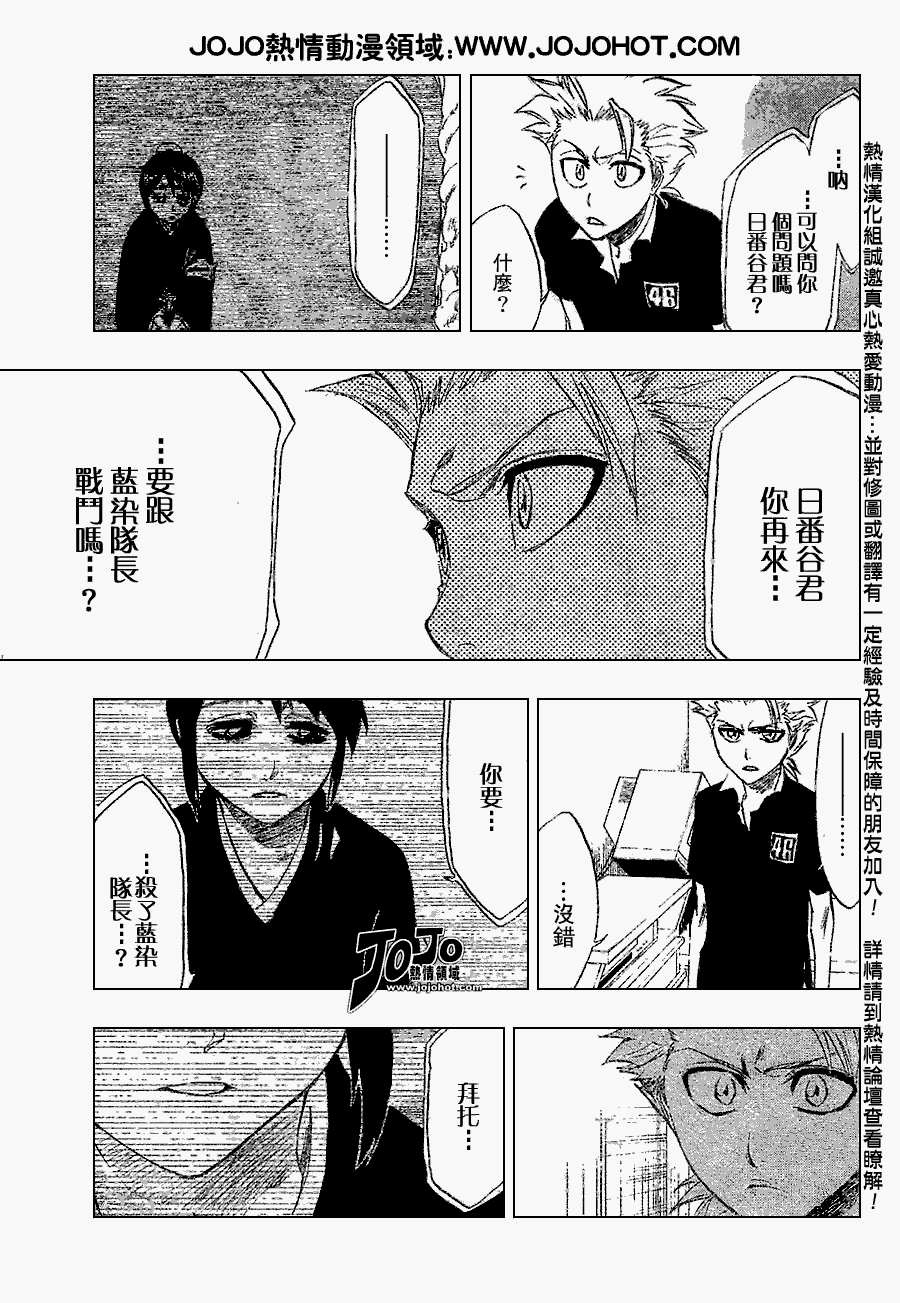 JOJO熱情動漫領域:WWW.JOJOHOT.COM
…吶
…可以問你
個問題嗎
日番谷君？
什麼？
————………
日番谷君
你再來…
…要跟
藍染隊長
戰鬥嗎…？
————………
…沒錯
你要…
…殺了藍染
隊長…？
JOJO
熱情領域
www.jojohot.com
拜托…
熱情漢化組誠邀真心熱愛動漫…並對修圖或翻譯有一定經驗及時間保障的朋友加入！ 詳情請到熱情論壇查看瞭解！
46
46